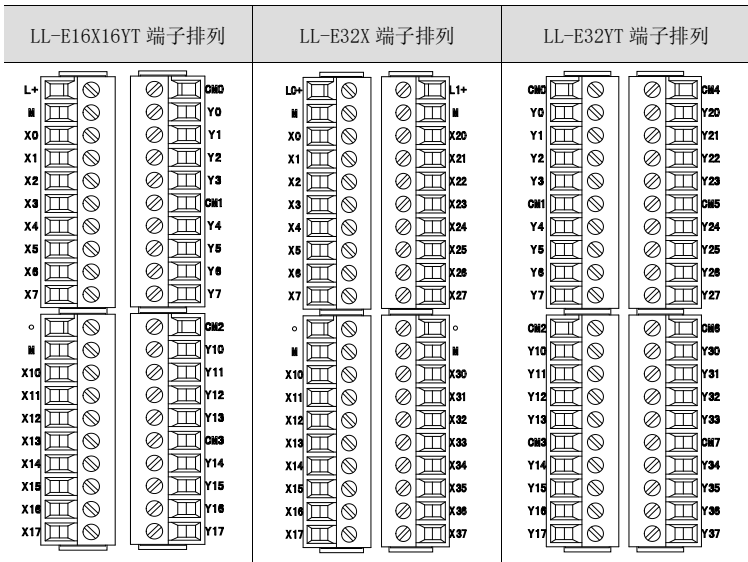 LL-E16X16YT 端子排列 LL-E32X 端子排列 LL-E32YT 端子排列
L+ CM0 L0+ L1+ CM0 CM4
M Y0 M M Y0 Y20
X0 Y1 X0 X20 Y1 Y21
X1 Y2 X1 X21 Y2 Y22
X2 Y3 X2 X22 Y3 Y23
X3 CM1 X3 X23 CM1 CM5
X4 Y4 X4 X24 Y4 Y24
X5 Y5 X5 X25 Y5 Y25
X6 Y6 X6 X26 Y6 Y26
X7 Y7 X7 X27 Y7 Y27
○ CM2 ○ ○ CM2 CM6
M Y10 M M Y10 Y30
X10 Y11 X10 X30 Y11 Y31
X11 Y12 X11 X31 Y12 Y32
X12 Y13 X12 X32 Y13 Y33
X13 CM3 X13 X33 CM3 CM7
X14 Y14 X14 X34 Y14 Y34
X15 Y15 X15 X35 Y15 Y35
X16 Y16 X16 X36 Y16 Y36
X17 Y17 X17 X37 Y17 Y37